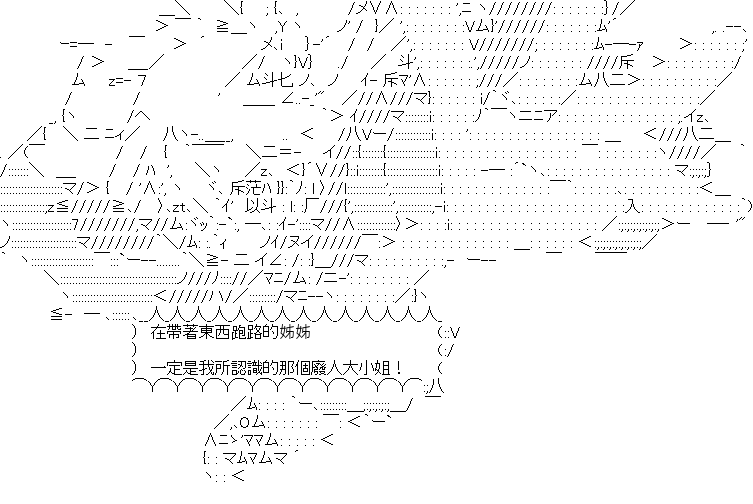 在帶著東西跑路的姊姊
一定是我所認識的那個廢人大小姐！